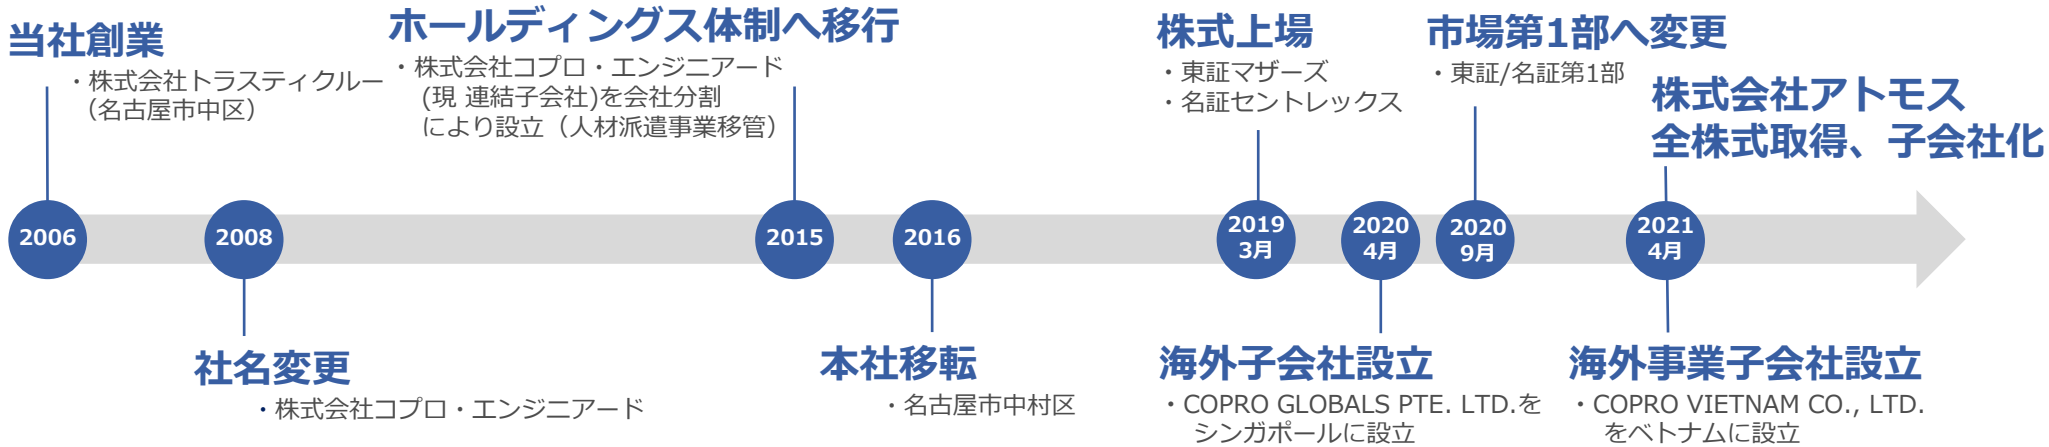 当社創業
・株式会社トラスティクルー
（名古屋市中区）
ホールディングス体制へ移行
・株式会社コプロ・エンジニアード
(現 連結子会社)を会社分割
により設立（人材派遣事業移管）
株式上場
・東証マザーズ
・名証セントレックス
市場第1部へ変更
・東証/名証第1部
株式会社アトモス
全株式取得、子会社化
2006
2008
2015
2016
2019
3月
2020
4月
2020
9月
2021
4月
社名変更
・株式会社コプロ・エンジニアード
本社移転
・名古屋市中村区
海外子会社設立
・COPRO GLOBALS PTE. LTD.を
シンガポールに設立
海外事業子会社設立
・COPRO VIETNAM CO., LTD.
をベトナムに設立